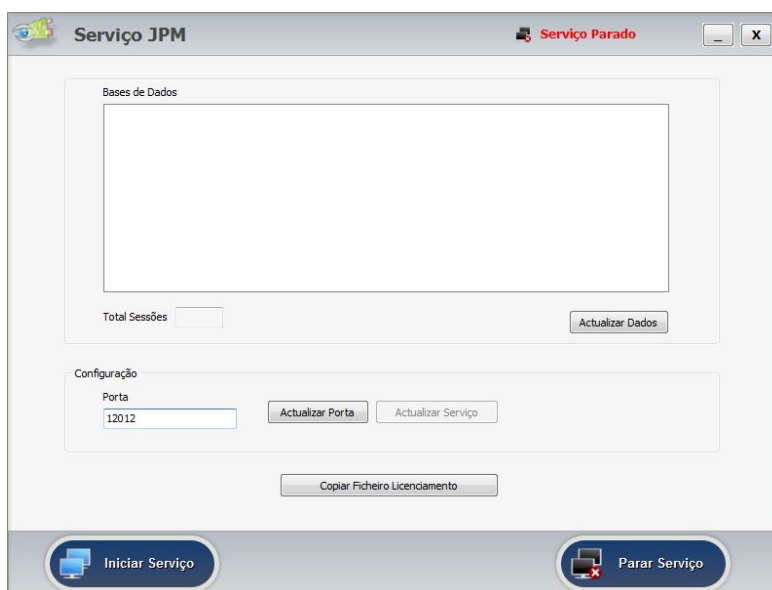 Serviço JPM
Serviço Parado
_
X
Bases de Dados
Total Sessões
Actualizar Dados
Configuração
Porta
12012
Actualizar Porta
Actualizar Serviço
Copiar Ficheiro Licenciamento
Iniciar Serviço
Parar Serviço